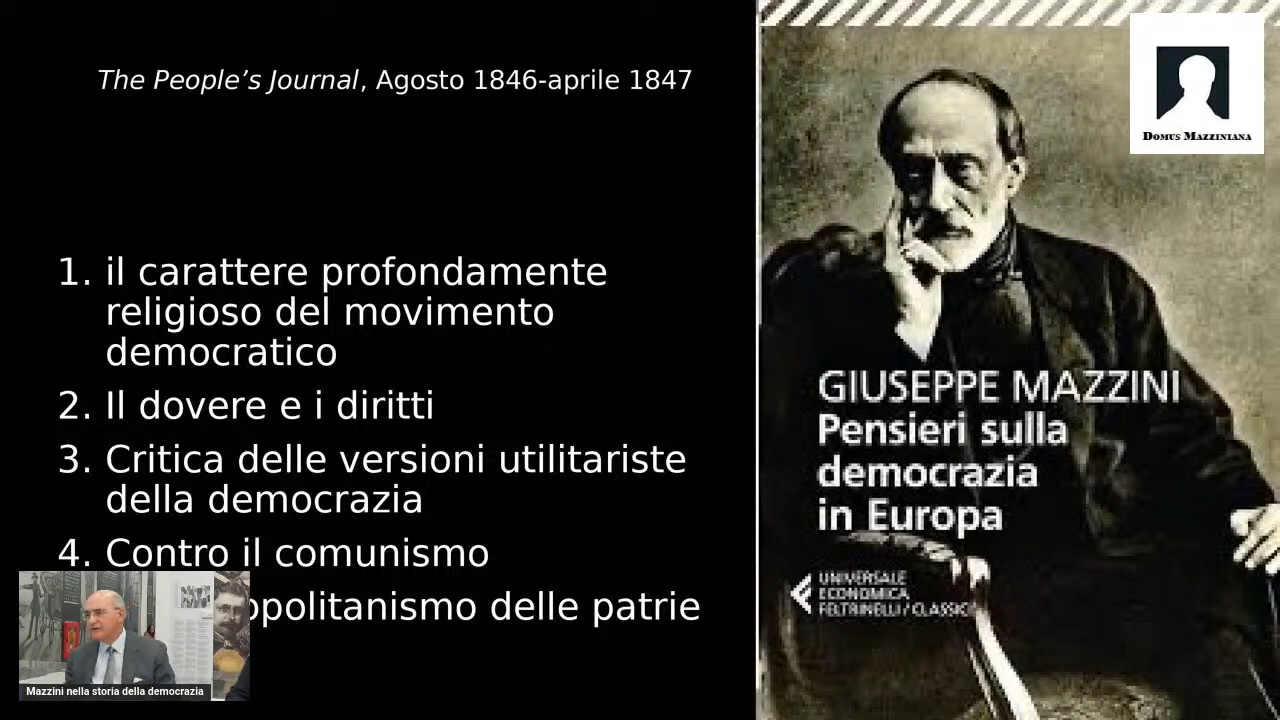 The People’s Journal, Agosto 1846-aprile 1847
1. il carattere profondamente
religioso del movimento
democratico
2. Il dovere e i diritti
3. Critica delle versioni utilitariste
della democrazia
4. Contro il comunismo
opolitanismo delle patrie
Mazzini nella storia della democrazia
DOMUS MAZZINIANA
GIUSEPPE MAZZINI
Pensieri sulla
democrazia
in Europa
UNIVERSALE
ECONOMICA
FELTRINELLI / CLASSICI